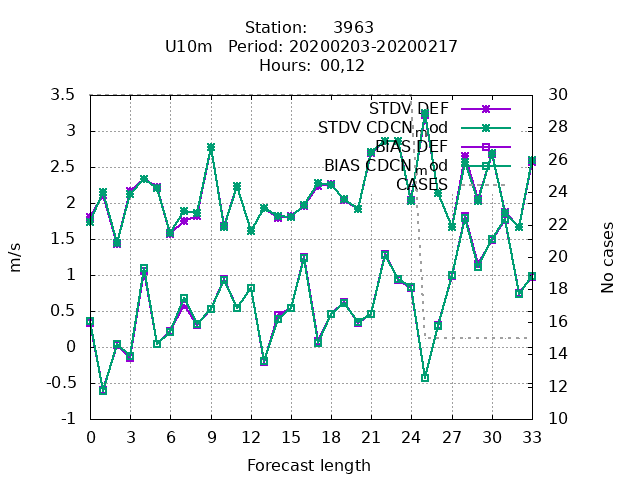 Station: 3963
U10m Period: 20200203-20200217
Hours: 00,12
3.5
3
2.5
2
1.5
1
0.5
0
-0.5
-1
m/s
30
28
26
24
22
20
18
16
14
12
10
No cases
STDV DEF
STDV CDCN_mod
BIAS DEF
BIAS CDCN_mod
CASES
0 3 6 9 12 15 18 21 24 27 30 33
Forecast length